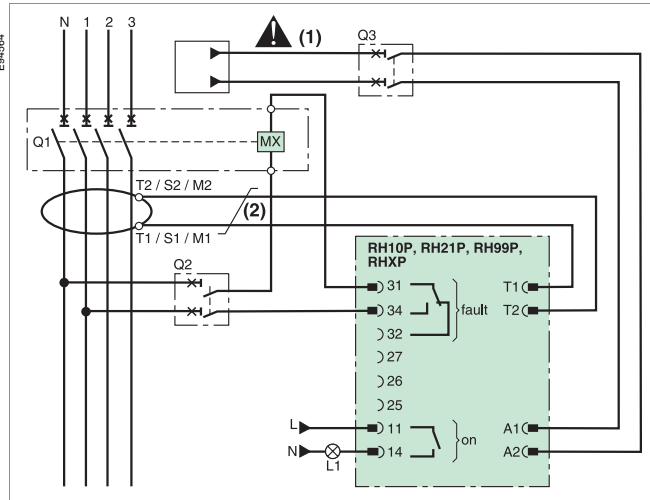 E94564
N 1 2 3
(1)
Q3
Q1
MX
T2 / S2 / M2
(2)
T1 / S1 / M1
RH10P, RH21P, RH99P,
RHXP
Q2
31
T1
34
fault
T2
32
27
26
25
L
11
A1
on
N
14
A2
L1